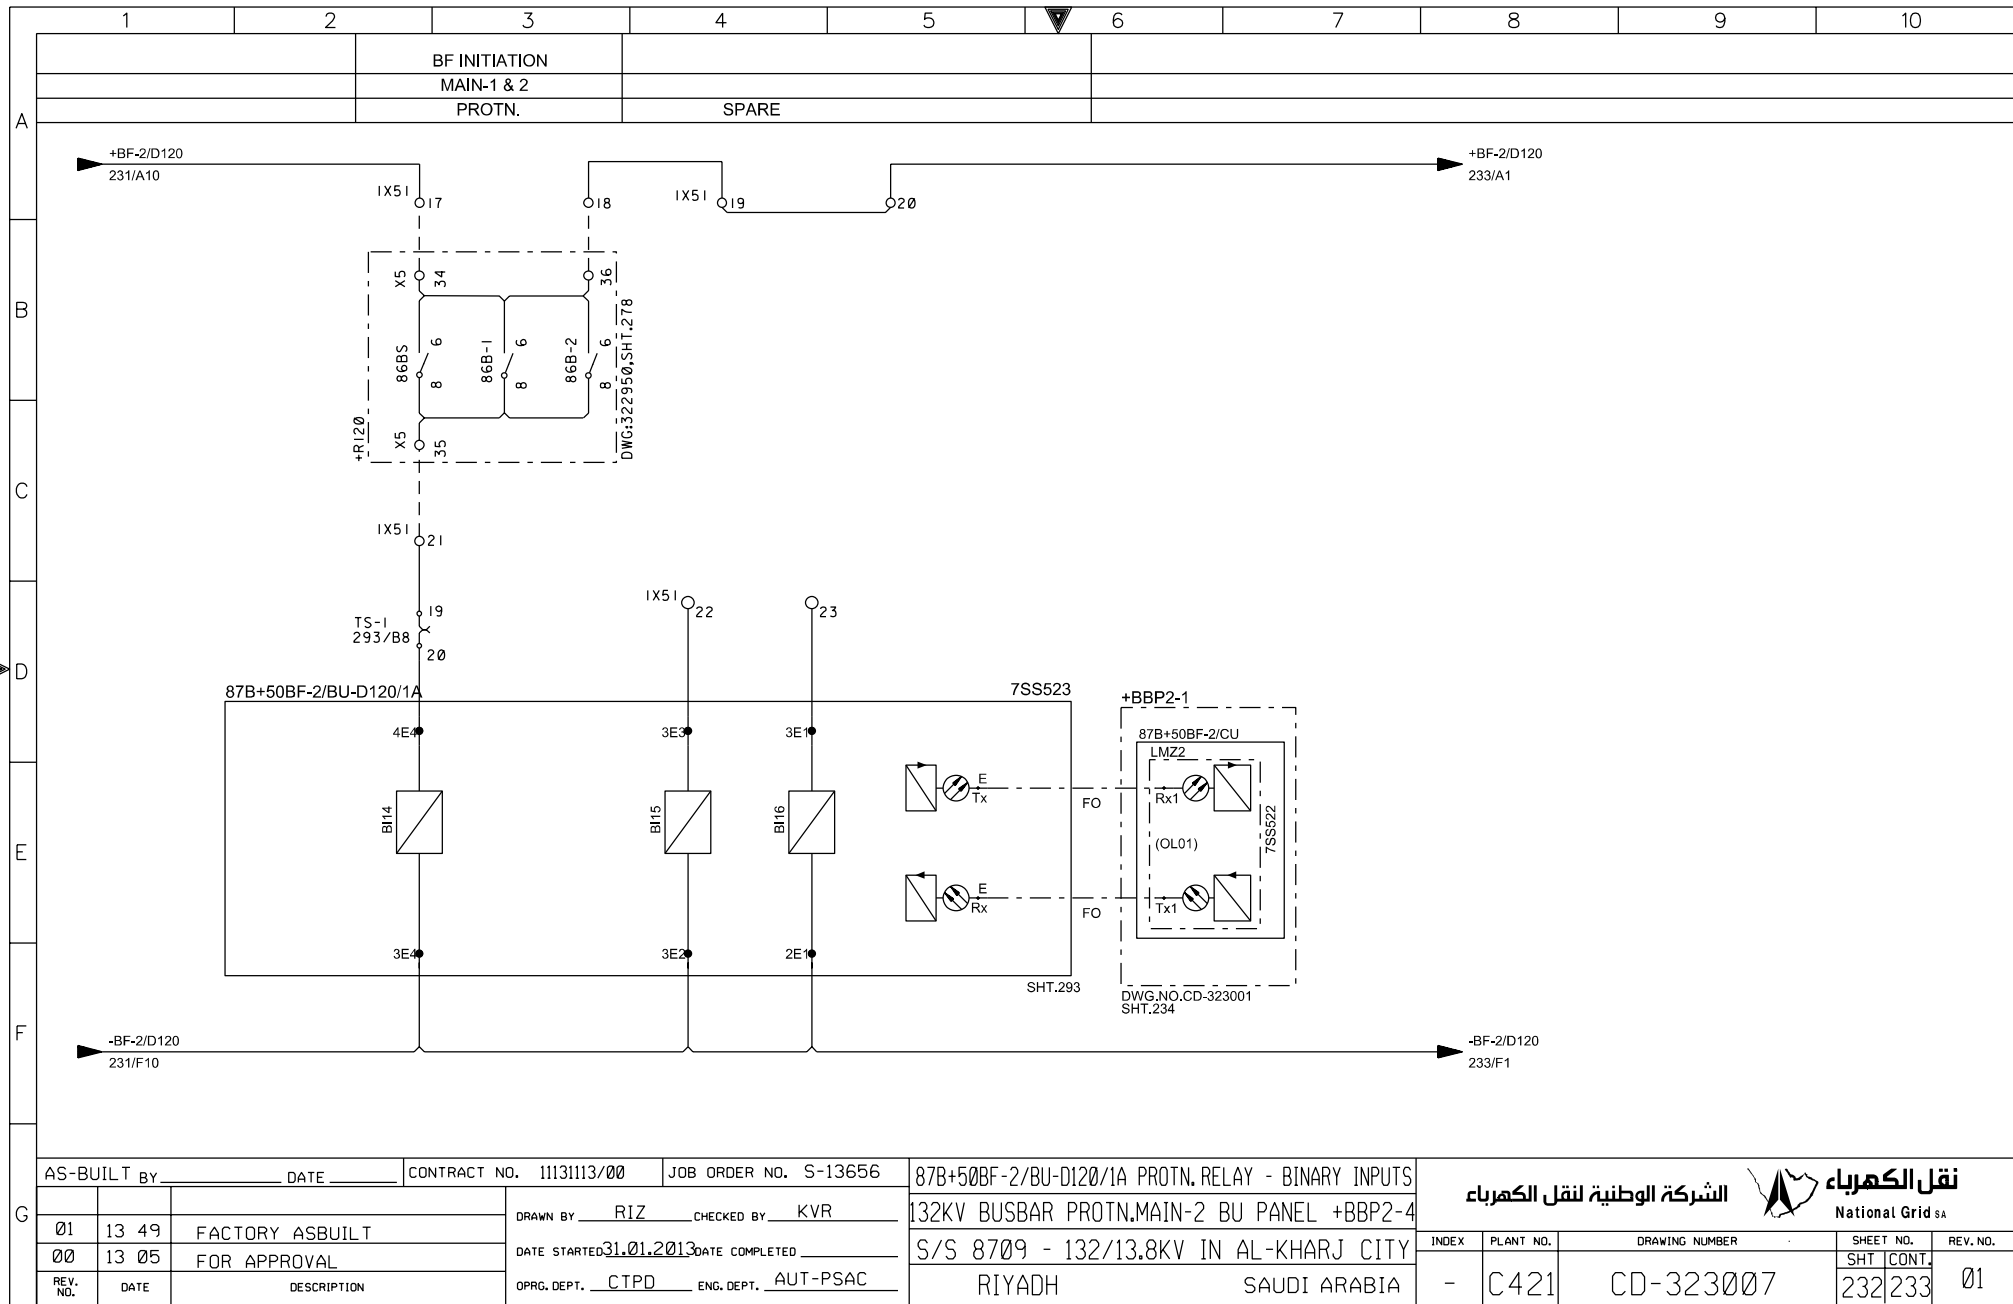 1 2 3 4 5 6 7 8 9 10
BF INITIATION
MAIN-1 & 2
PROTN. SPARE
A
+BF-2/D120
231/A10
+BF-2/D120
233/A1
1X51 17
18
1X51 19
20
B
X5 34
36
86BS 6 8
86B-1 6 8
86B-2 6 8
DWG:322950,SHT.278
+R120
X5 35
C
1X51 21
1X51 22
23
TS-1
293/B8
19
20
D
87B+50BF-2/BU-D120/1A
7SS523
+BBP2-1
87B+50BF-2/CU
LMZ2
4E4
3E3
3E1
E
Tx
FO
Rx1
BI14
BI15
BI16
(OL01)
7SS522
E
E
Rx
FO
Tx1
3E4
3E2
2E1
SHT.293
DWG.NO.CD-323001
SHT.234
F
-BF-2/D120
231/F10
-BF-2/D120
233/F1
G
AS-BUILT BY DATE
CONTRACT NO. 11131113/00
JOB ORDER NO. S-13656
01 13 49 FACTORY ASBUILT
00 13 05 FOR APPROVAL
REV. NO. DATE DESCRIPTION
DRAWN BY RIZ CHECKED BY KVR
DATE STARTED 31.01.2013 DATE COMPLETED
OPRG. DEPT. CTPD ENG. DEPT. AUT-PSAC
87B+50BF-2/BU-D120/1A PROTN.RELAY - BINARY INPUTS
132KV BUSBAR PROTN.MAIN-2 BU PANEL +BBP2-4
S/S 8709 - 132/13.8KV IN AL-KHARJ CITY
RIYADH SAUDI ARABIA
الشركة الوطنية لنقل الكهرباء
نقل الكهرباء
National Grid SA
INDEX PLANT NO. DRAWING NUMBER SHEET NO. REV. NO.
SHT CONT.
- C421 CD-323007 232 233 01